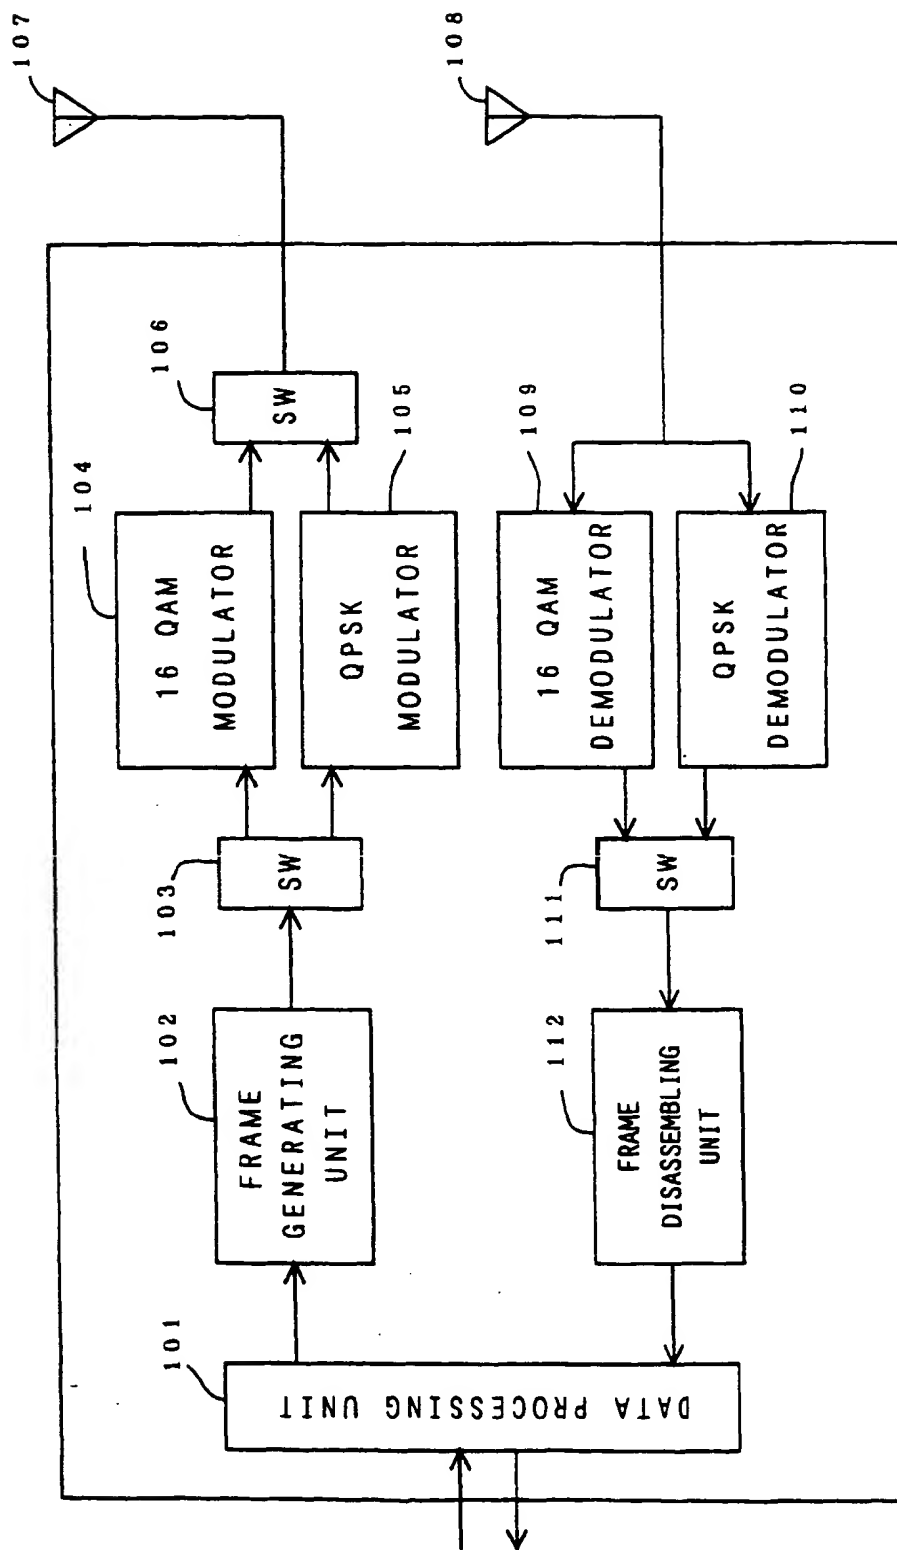 101
DATA PROCESSING UNIT
102
FRAME
GENERATING
UNIT
103
SW
104
16 QAM
MODULATOR
QPSK
MODULATOR
105
106
SW
107
108
109
16 QAM
DEMODULATOR
QPSK
DEMODULATOR
110
111
SW
112
FRAME
DISASSEMBLING
UNIT